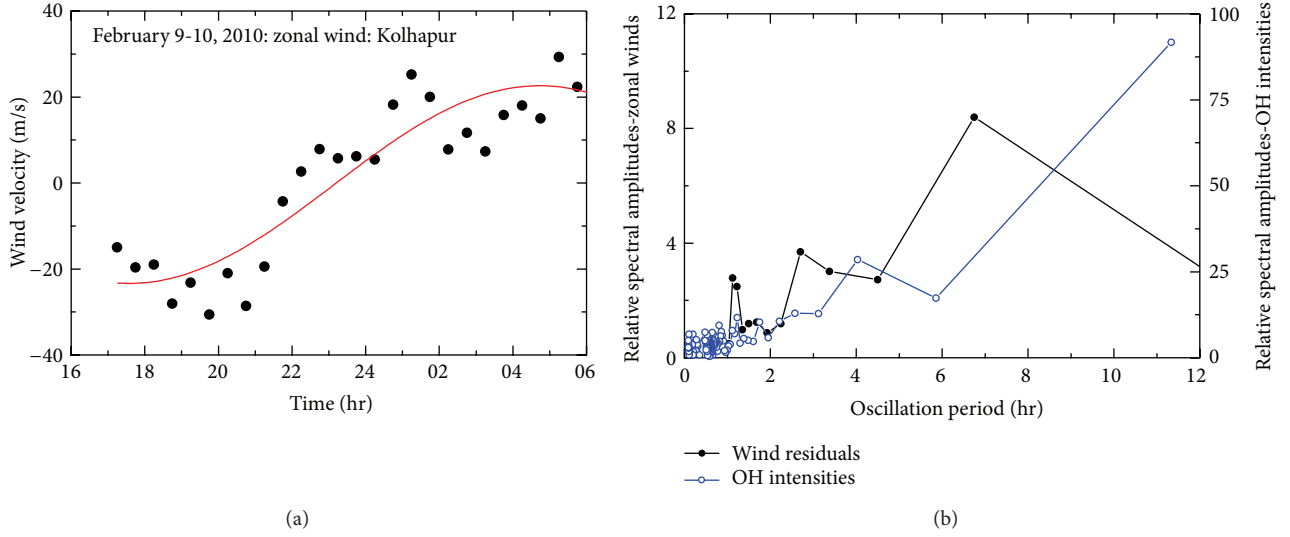 February 9-10, 2010: zonal wind: Kolhapur
40
20
0
−20
−40
Wind velocity (m/s)
16 18 20 22 24 02 04 06
Time (hr)
(a)
12
8
4
0
Relative spectral amplitudes-zonal winds
100
75
50
25
0
Relative spectral amplitudes-OH intensities
0 2 4 6 8 10 12
Oscillation period (hr)
Wind residuals
OH intensities
(b)